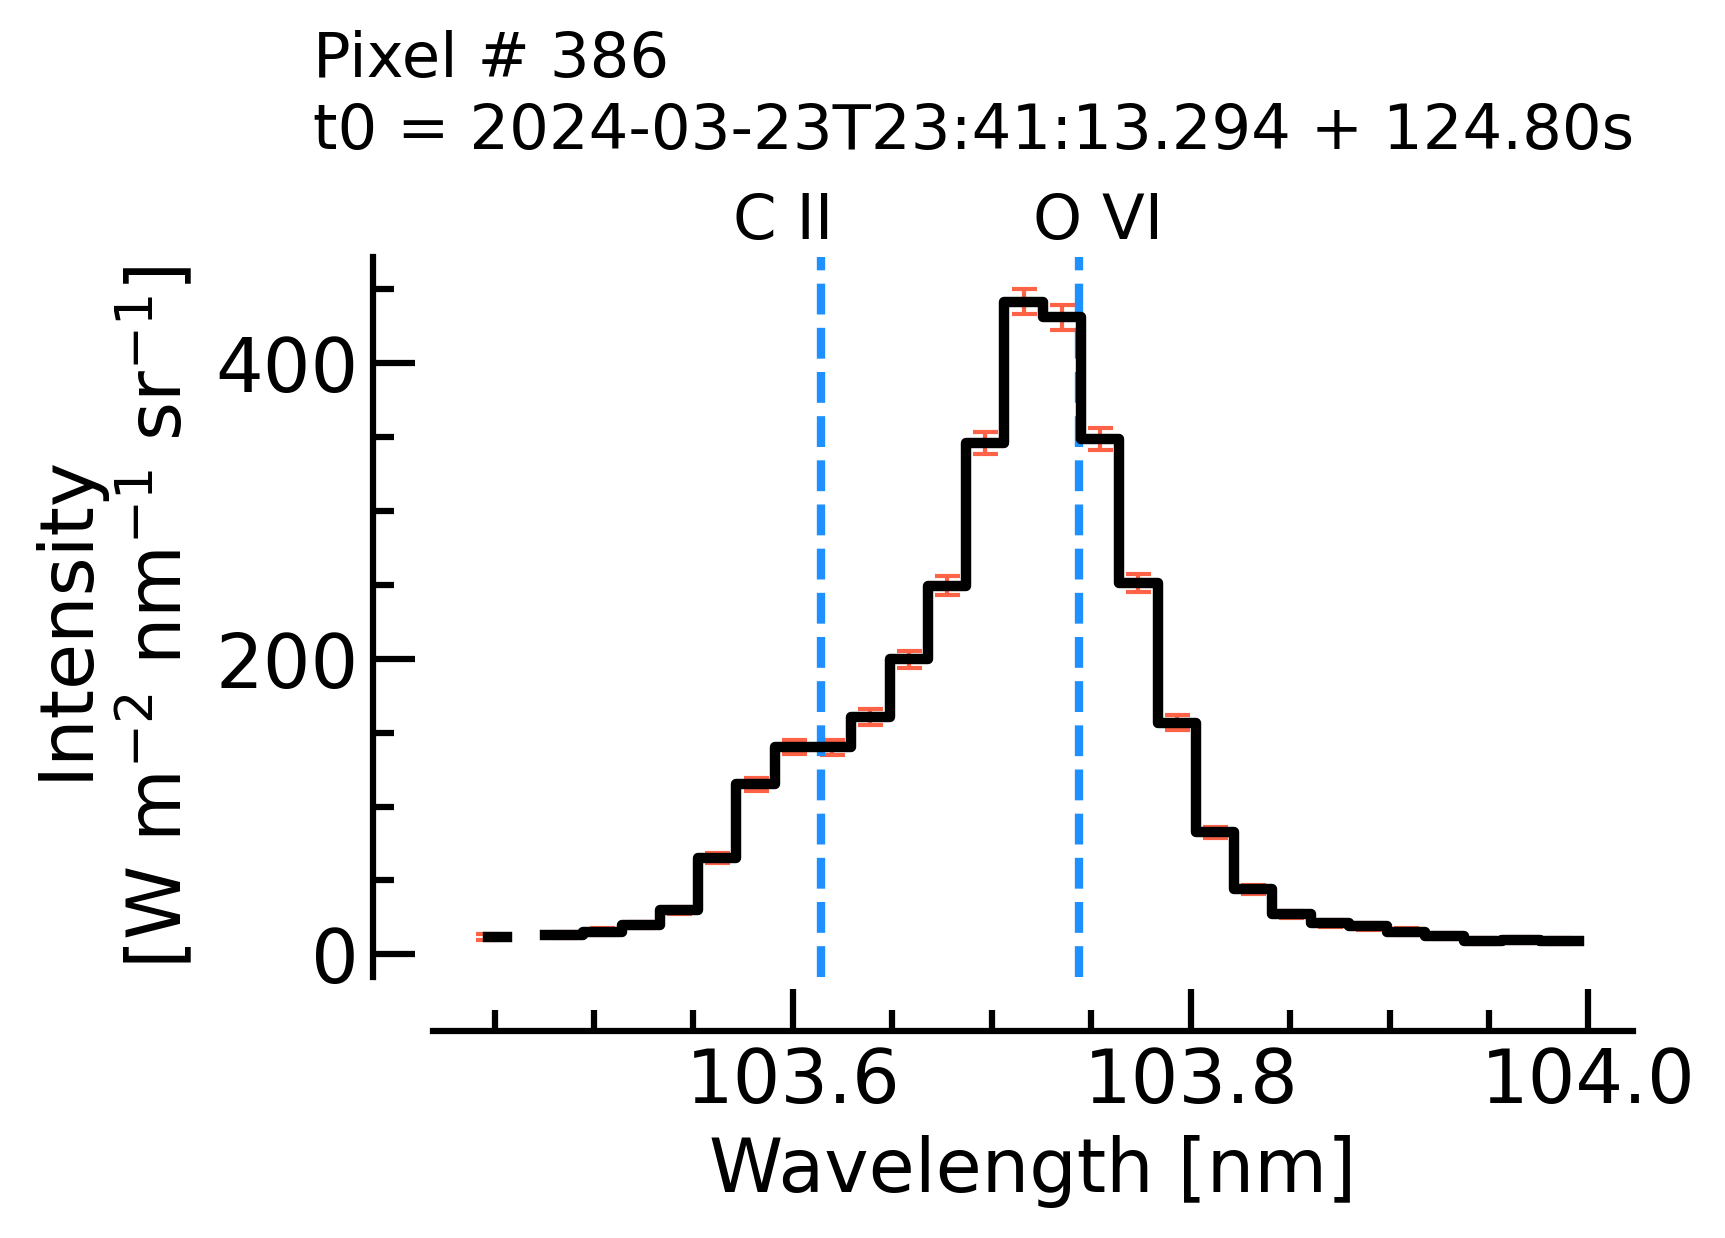 Pixel # 386
t0 = 2024-03-23T23:41:13.294 + 124.80s
C II
O VI
Intensity
[W m⁻² nm⁻¹ sr⁻¹]
400
200
0
103.6
103.8
104.0
Wavelength [nm]